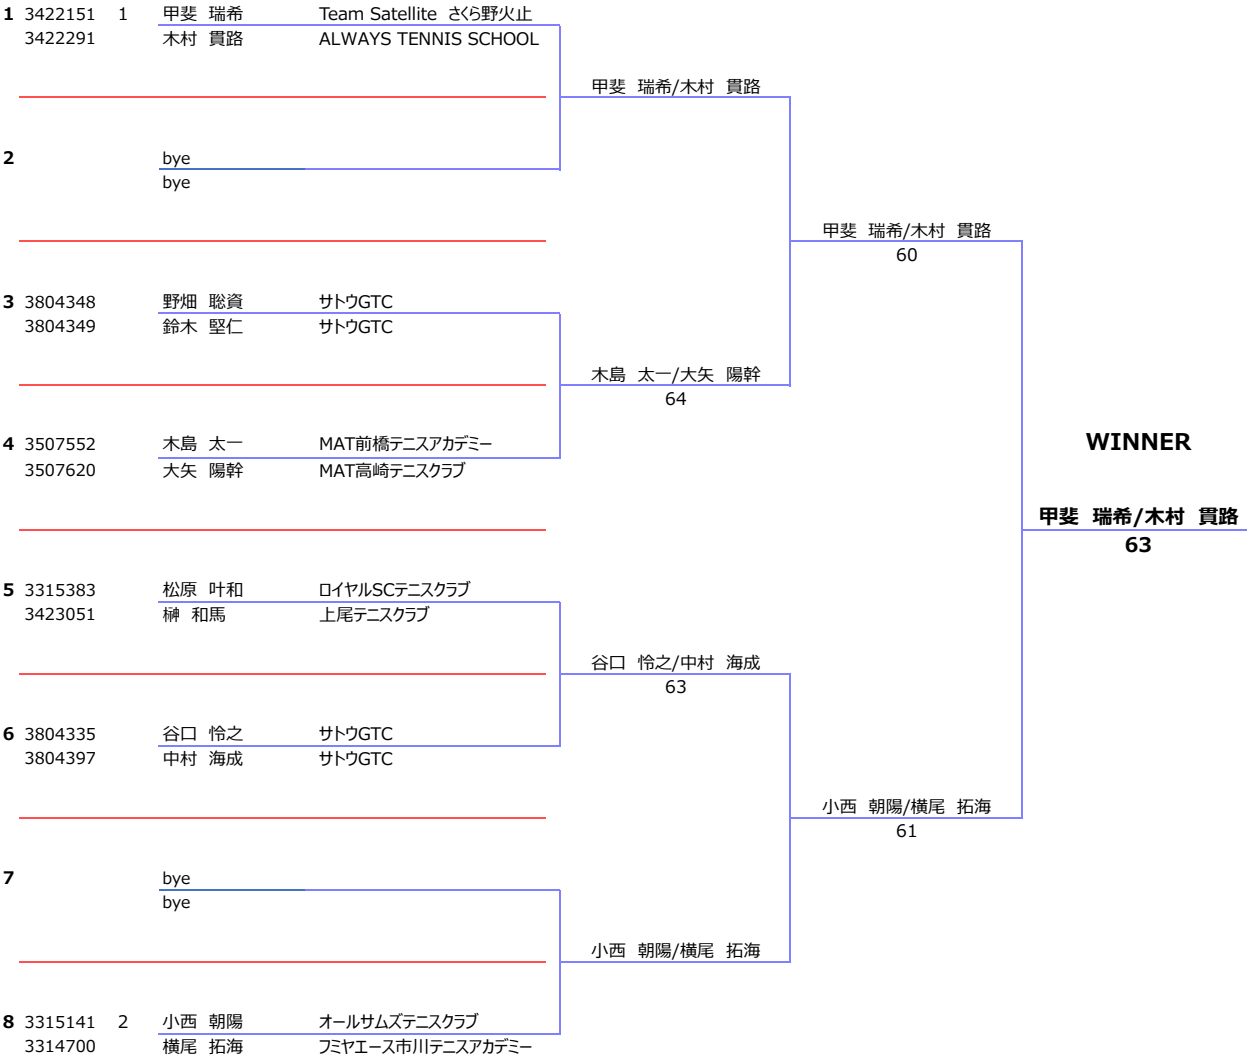 1 3422151 1 甲斐 瑞希 Team Satellite さくら野火止
3422291 木村 貫路 ALWAYS TENNIS SCHOOL
甲斐 瑞希/木村 貫路
2 bye
bye
甲斐 瑞希/木村 貫路
60
3 3804348 野畑 聡資 サトウGTC
3804349 鈴木 堅仁 サトウGTC
木島 太一/大矢 陽幹
64
4 3507552 木島 太一 MAT前橋テニスアカデミー
3507620 大矢 陽幹 MAT高崎テニスクラブ
WINNER
甲斐 瑞希/木村 貫路
63
5 3315383 松原 叶和 ロイヤルSCテニスクラブ
3423051 榊 和馬 上尾テニスクラブ
谷口 怜之/中村 海成
63
6 3804335 谷口 怜之 サトウGTC
3804397 中村 海成 サトウGTC
小西 朝陽/横尾 拓海
61
7 bye
bye
小西 朝陽/横尾 拓海
8 3315141 2 小西 朝陽 オールサムズテニスクラブ
3314700 横尾 拓海 フミヤエース市川テニスアカデミー